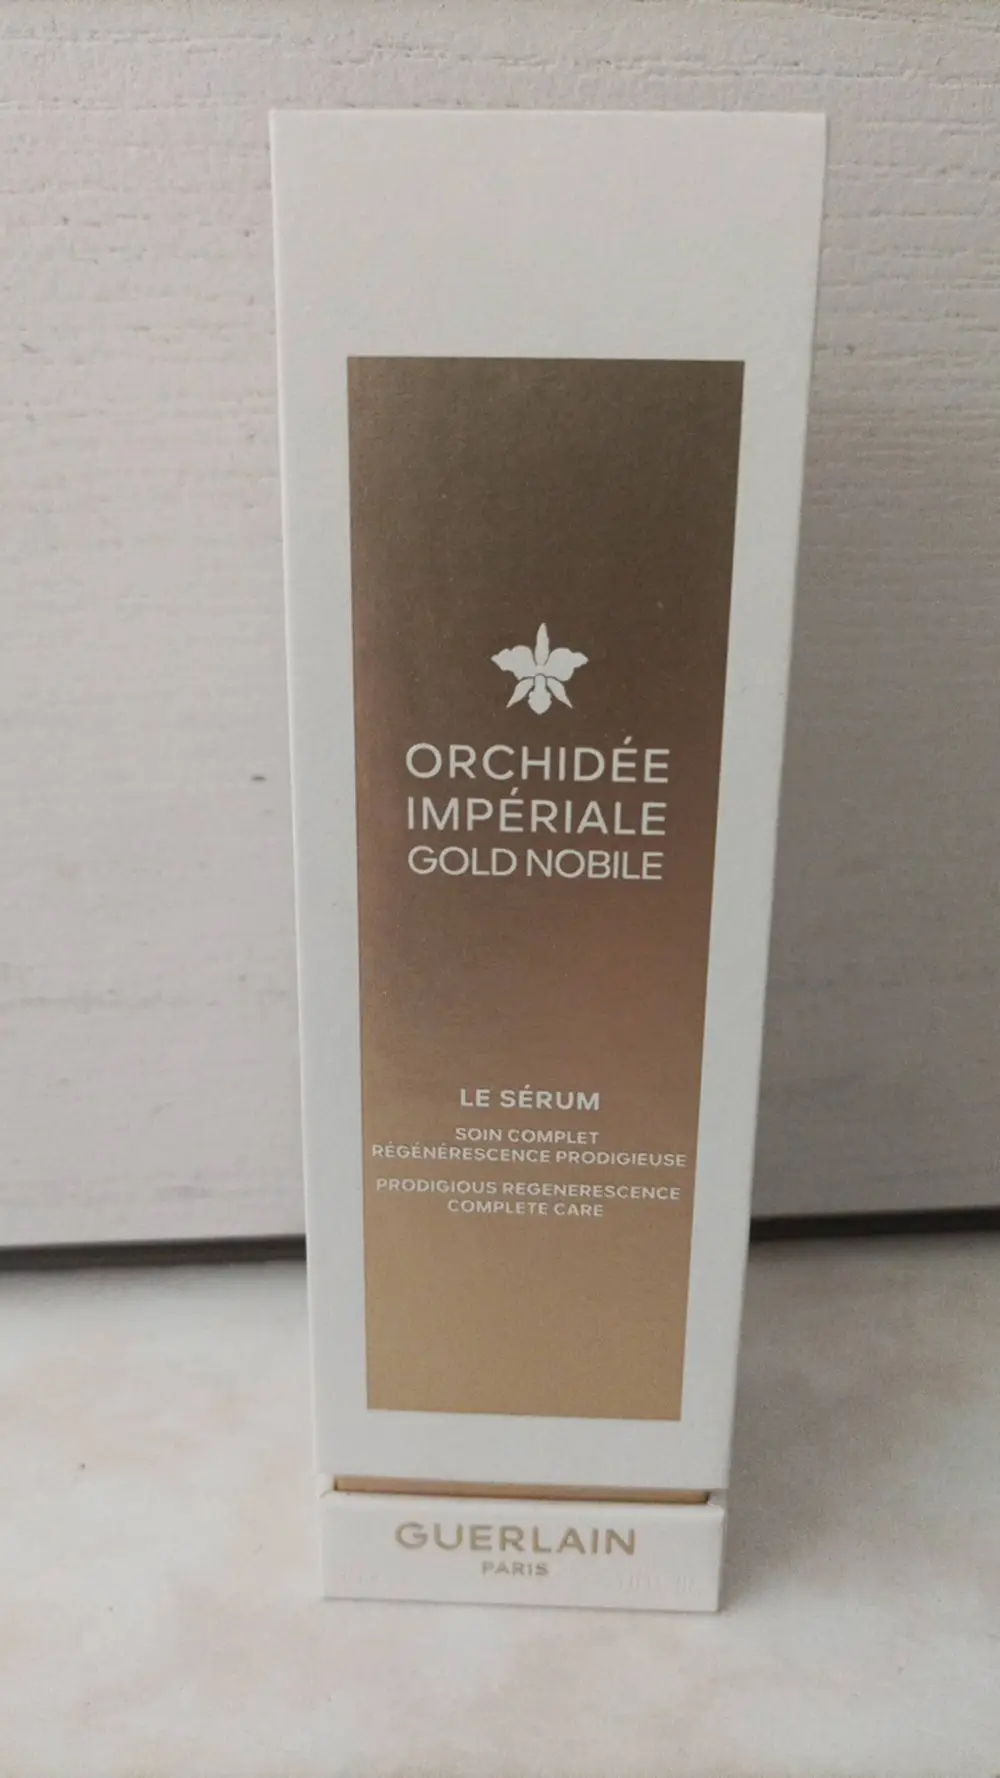 ORCHIDÉE
IMPÉRIALE
GOLD NOBILE
LE SÉRUM
SOIN COMPLET
RÉGÉNÉRESCENCE PRODIGIEUSE
PRODIGIOUS REGENERESCENCE
COMPLETE CARE
GUERLAIN
PARIS